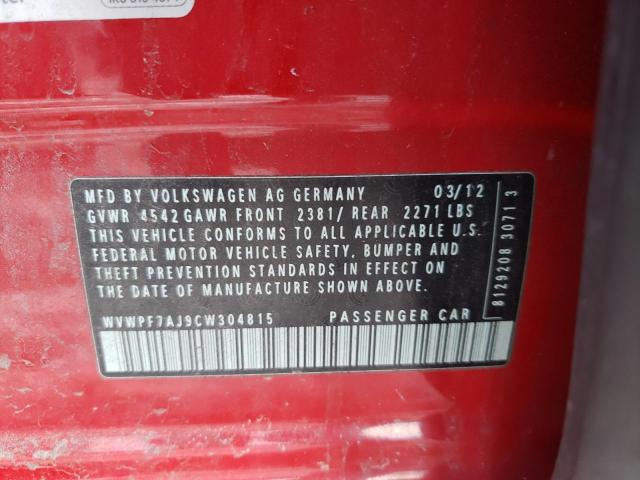 MFD BY VOLKSWAGEN AG GERMANY 03/12
GVWR 4542 GAWR FRONT 2381/ REAR 2271 LBS
THIS VEHICLE CONFORMS TO ALL APPLICABLE U.S.
FEDERAL MOTOR VEHICLE SAFETY, BUMPER AND
THEFT PREVENTION STANDARDS IN EFFECT ON
THE DATE OF MANUFACTURE SHOWN ABOVE.
WVWPF7AJ9CW304815 PASSENGER CAR
8129208 3071 3